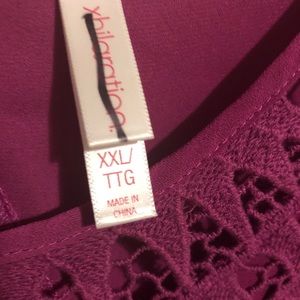 xhilaration.
XXL/
TTG
MADE IN
CHINA